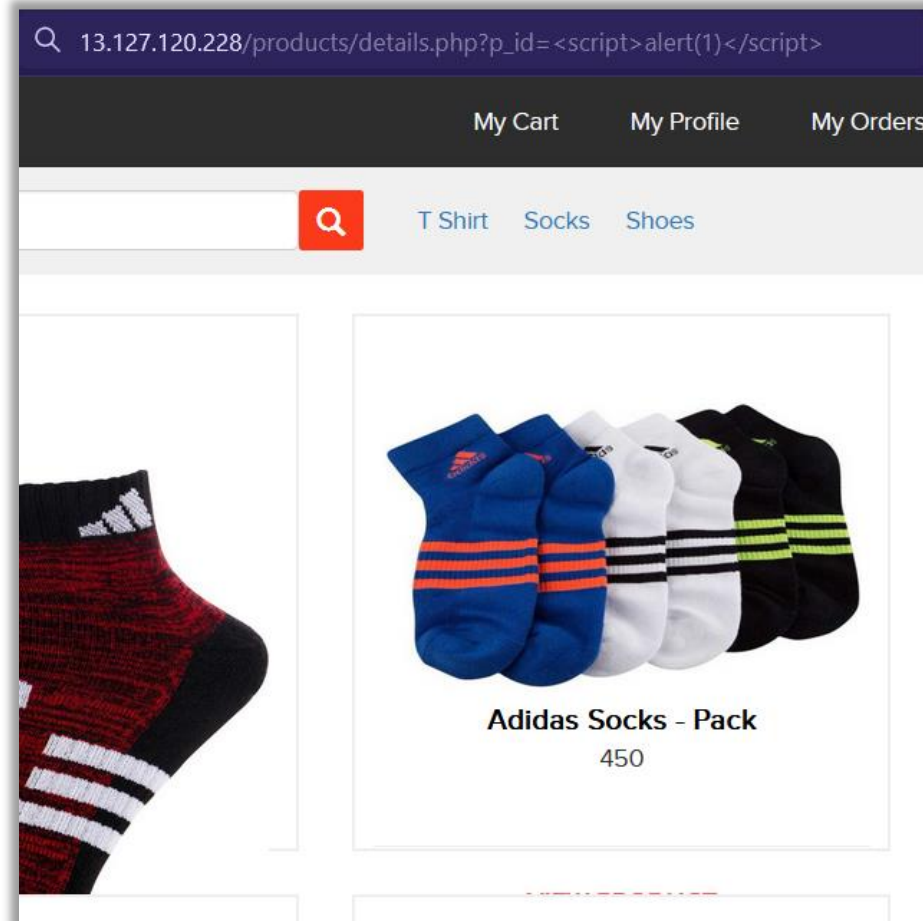 13.127.120.228/products/details.php?p_id=<script>alert(1)</script>
My Cart My Profile My Orders
T Shirt Socks Shoes
Adidas Socks - Pack
450